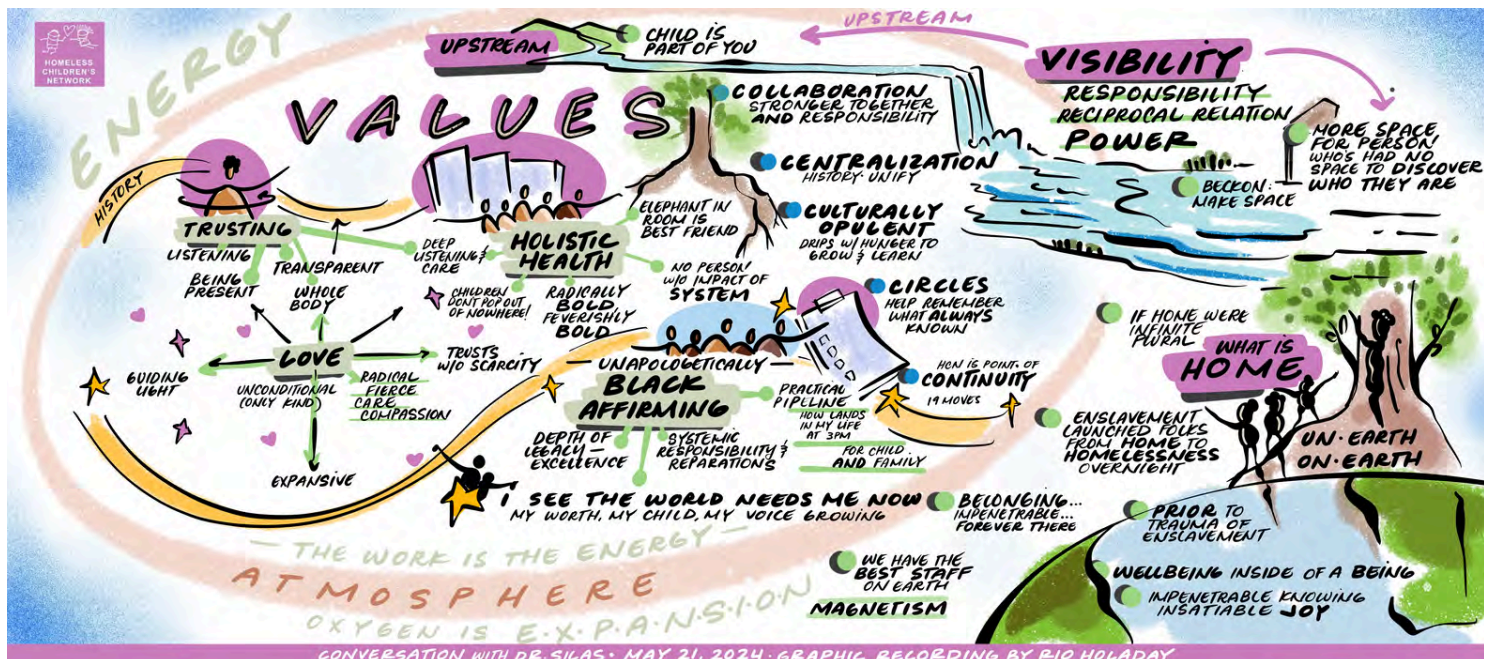 HOMELESS
CHILDREN'S
NETWORK
ENERGY
UPSTREAM
CHILD IS
PART OF YOU
UPSTREAM
VISIBILITY
RESPONSIBILITY
RECIPROCAL RELATION
POWER
MORE SPACE
FOR PERSON
WHO'S HAD NO
SPACE TO DISCOVER
WHO THEY ARE
BECKON:
MAKE SPACE
VALUES
COLLABORATION
STRONGER TOGETHER
AND RESPONSIBILITY
CENTRALIZATION
HISTORY · UNIFY
CULTURALLY
OPULENT
DRIPS W/ HUNGER TO
GROW & LEARN
CIRCLES
HELP REMEMBER
WHAT ALWAYS
KNOWN
HCN IS POINT OF
CONTINUITY
19 MOVES
HISTORY
TRUSTING
LISTENING
BEING
PRESENT
WHOLE
BODY
TRANSPARENT
DEEP
LISTENING &
CARE
HOLISTIC
HEALTH
ELEPHANT IN
ROOM IS
BEST FRIEND
NO PERSON
W/O IMPACT OF
SYSTEM
CHILDREN
DON'T POP OUT
OF NOWHERE!
RADICALLY
BOLD
FEVERISHLY
BOLD
LOVE
GUIDING
LIGHT
UNCONDITIONAL
(ONLY KIND)
RADICAL
FIERCE
CARE
COMPASSION
TRUSTS
W/O SCARCITY
EXPANSIVE
UNAPOLOGETICALLY
BLACK
AFFIRMING
DEPTH OF
LEGACY —
EXCELLENCE
SYSTEMIC
RESPONSIBILITY &
REPARATIONS
PRACTICAL
PIPELINE
HOW LANDS
IN MY LIFE
AT 3PM
FOR CHILD
AND FAMILY
I SEE THE WORLD NEEDS ME NOW
MY WORTH, MY CHILD, MY VOICE GROWING
BELONGING...
IMPENETRABLE...
FOREVER THERE
WE HAVE THE
BEST STAFF
ON EARTH
MAGNETISM
IF HOME WERE
INFINITE
PLURAL
WHAT IS
HOME
ENSLAVEMENT
LAUNCHED FOLKS
FROM HOME TO
HOMELESSNESS
OVERNIGHT
UN·EARTH
ON·EARTH
PRIOR TO
TRAUMA OF
ENSLAVEMENT
WELLBEING INSIDE OF A BEING
IMPENETRABLE KNOWING
INSATIABLE JOY
— THE WORK IS THE ENERGY —
ATMOSPHERE
OXYGEN IS E·X·P·A·N·S·I·O·N
CONVERSATION WITH DR. SILAS · MAY 21, 2024 · GRAPHIC RECORDING BY RIO HOLADAY